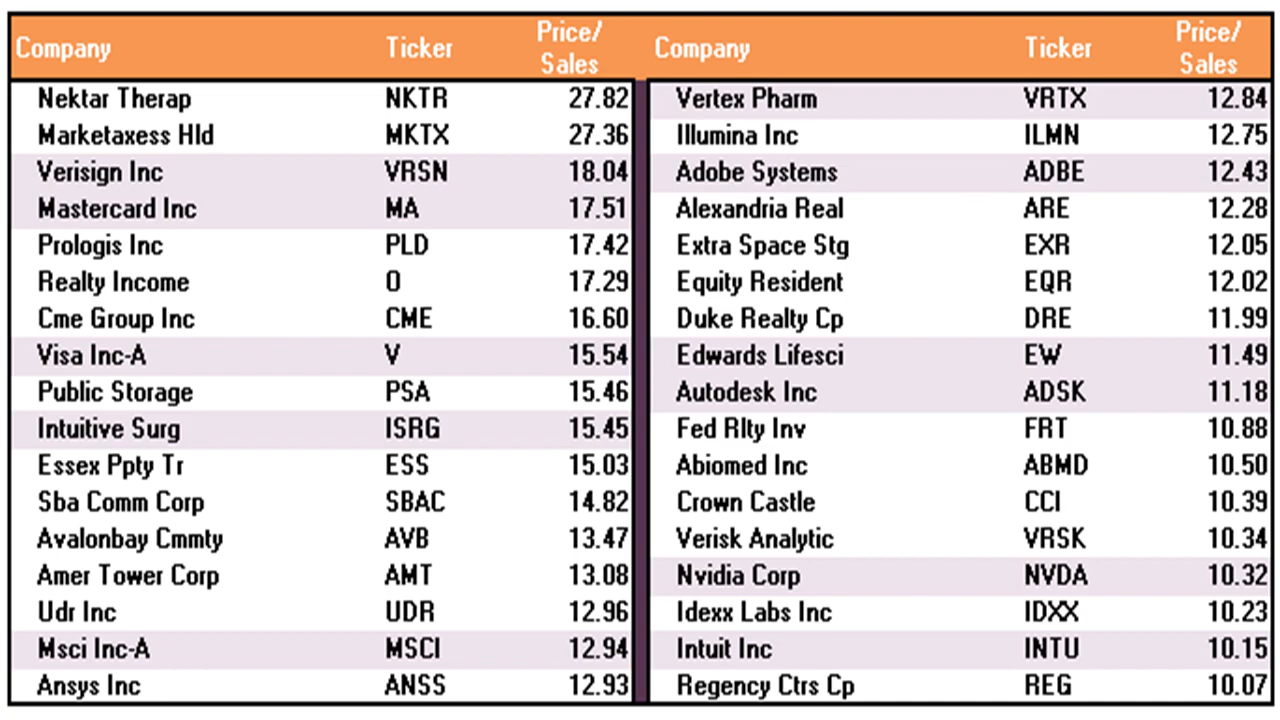 Company Ticker Price/ Sales Company Ticker Price/ Sales
Nektar Therap NKTR 27.82 Vertex Pharm VRTX 12.84
Marketaxess Hld MKTX 27.36 Illumina Inc ILMN 12.75
Verisign Inc VRSN 18.04 Adobe Systems ADBE 12.43
Mastercard Inc MA 17.51 Alexandria Real ARE 12.28
Prologis Inc PLD 17.42 Extra Space Stg EXR 12.05
Realty Income O 17.29 Equity Resident EQR 12.02
Cme Group Inc CME 16.60 Duke Realty Cp DRE 11.99
Visa Inc-A V 15.54 Edwards Lifesci EW 11.49
Public Storage PSA 15.46 Autodesk Inc ADSK 11.18
Intuitive Surg ISRG 15.45 Fed Rlty Inv FRT 10.88
Essex Ppty Tr ESS 15.03 Abiomed Inc ABMD 10.50
Sba Comm Corp SBAC 14.82 Crown Castle CCI 10.39
Avalonbay Cmmty AVB 13.47 Verisk Analytic VRSK 10.34
Amer Tower Corp AMT 13.08 Nvidia Corp NVDA 10.32
Udr Inc UDR 12.96 Idexx Labs Inc IDXX 10.23
Msci Inc-A MSCI 12.94 Intuit Inc INTU 10.15
Ansys Inc ANSS 12.93 Regency Ctrs Cp REG 10.07